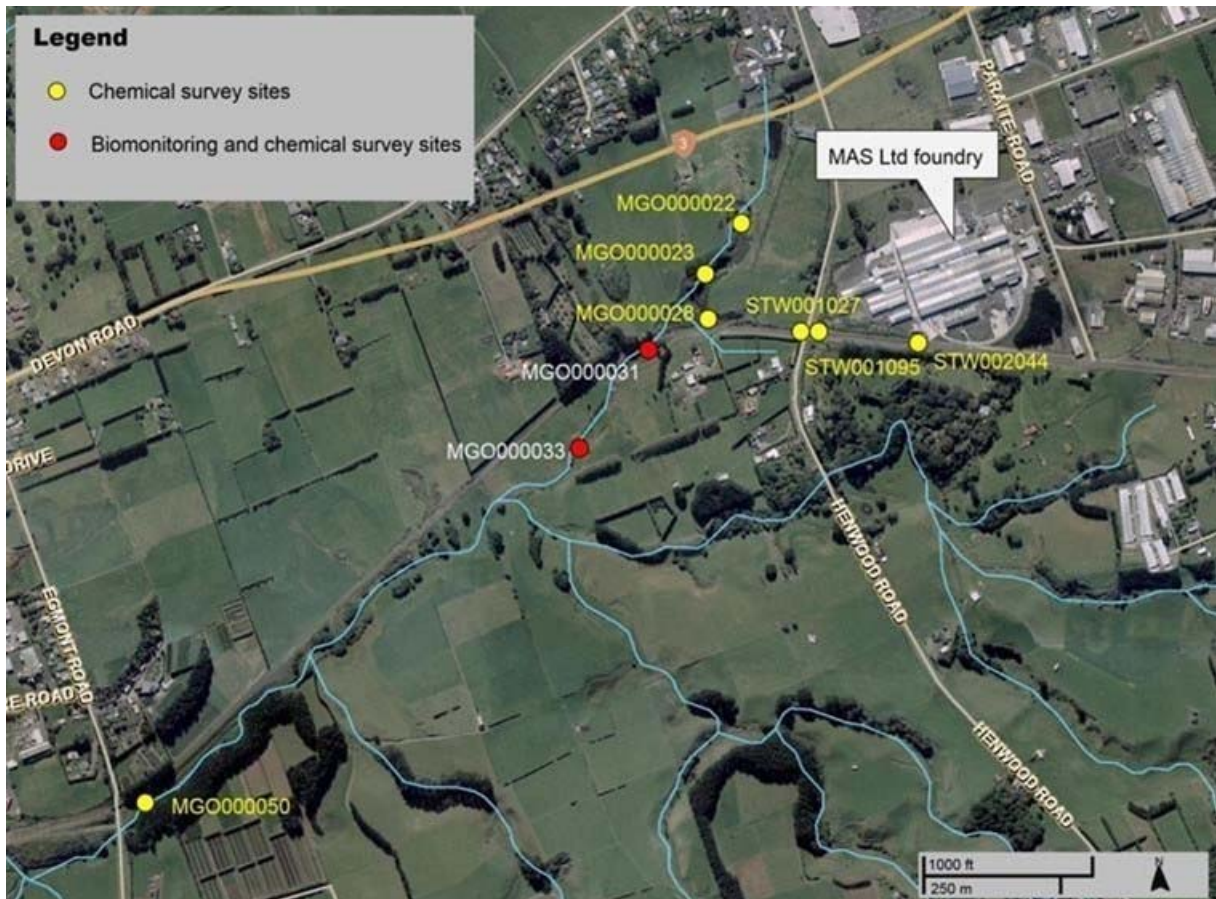 Legend
Chemical survey sites
Biomonitoring and chemical survey sites
3
PARAITE ROAD
MAS Ltd foundry
MGO000022
MGO000023
MGO000028
STW001027
STW001095
STW002044
MGO000031
DEVON ROAD
MGO000033
DRIVE
HENWOOD ROAD
EGMONT ROAD
RE ROAD
HENWOOD ROAD
MGO000050
1000 ft
250 m
N